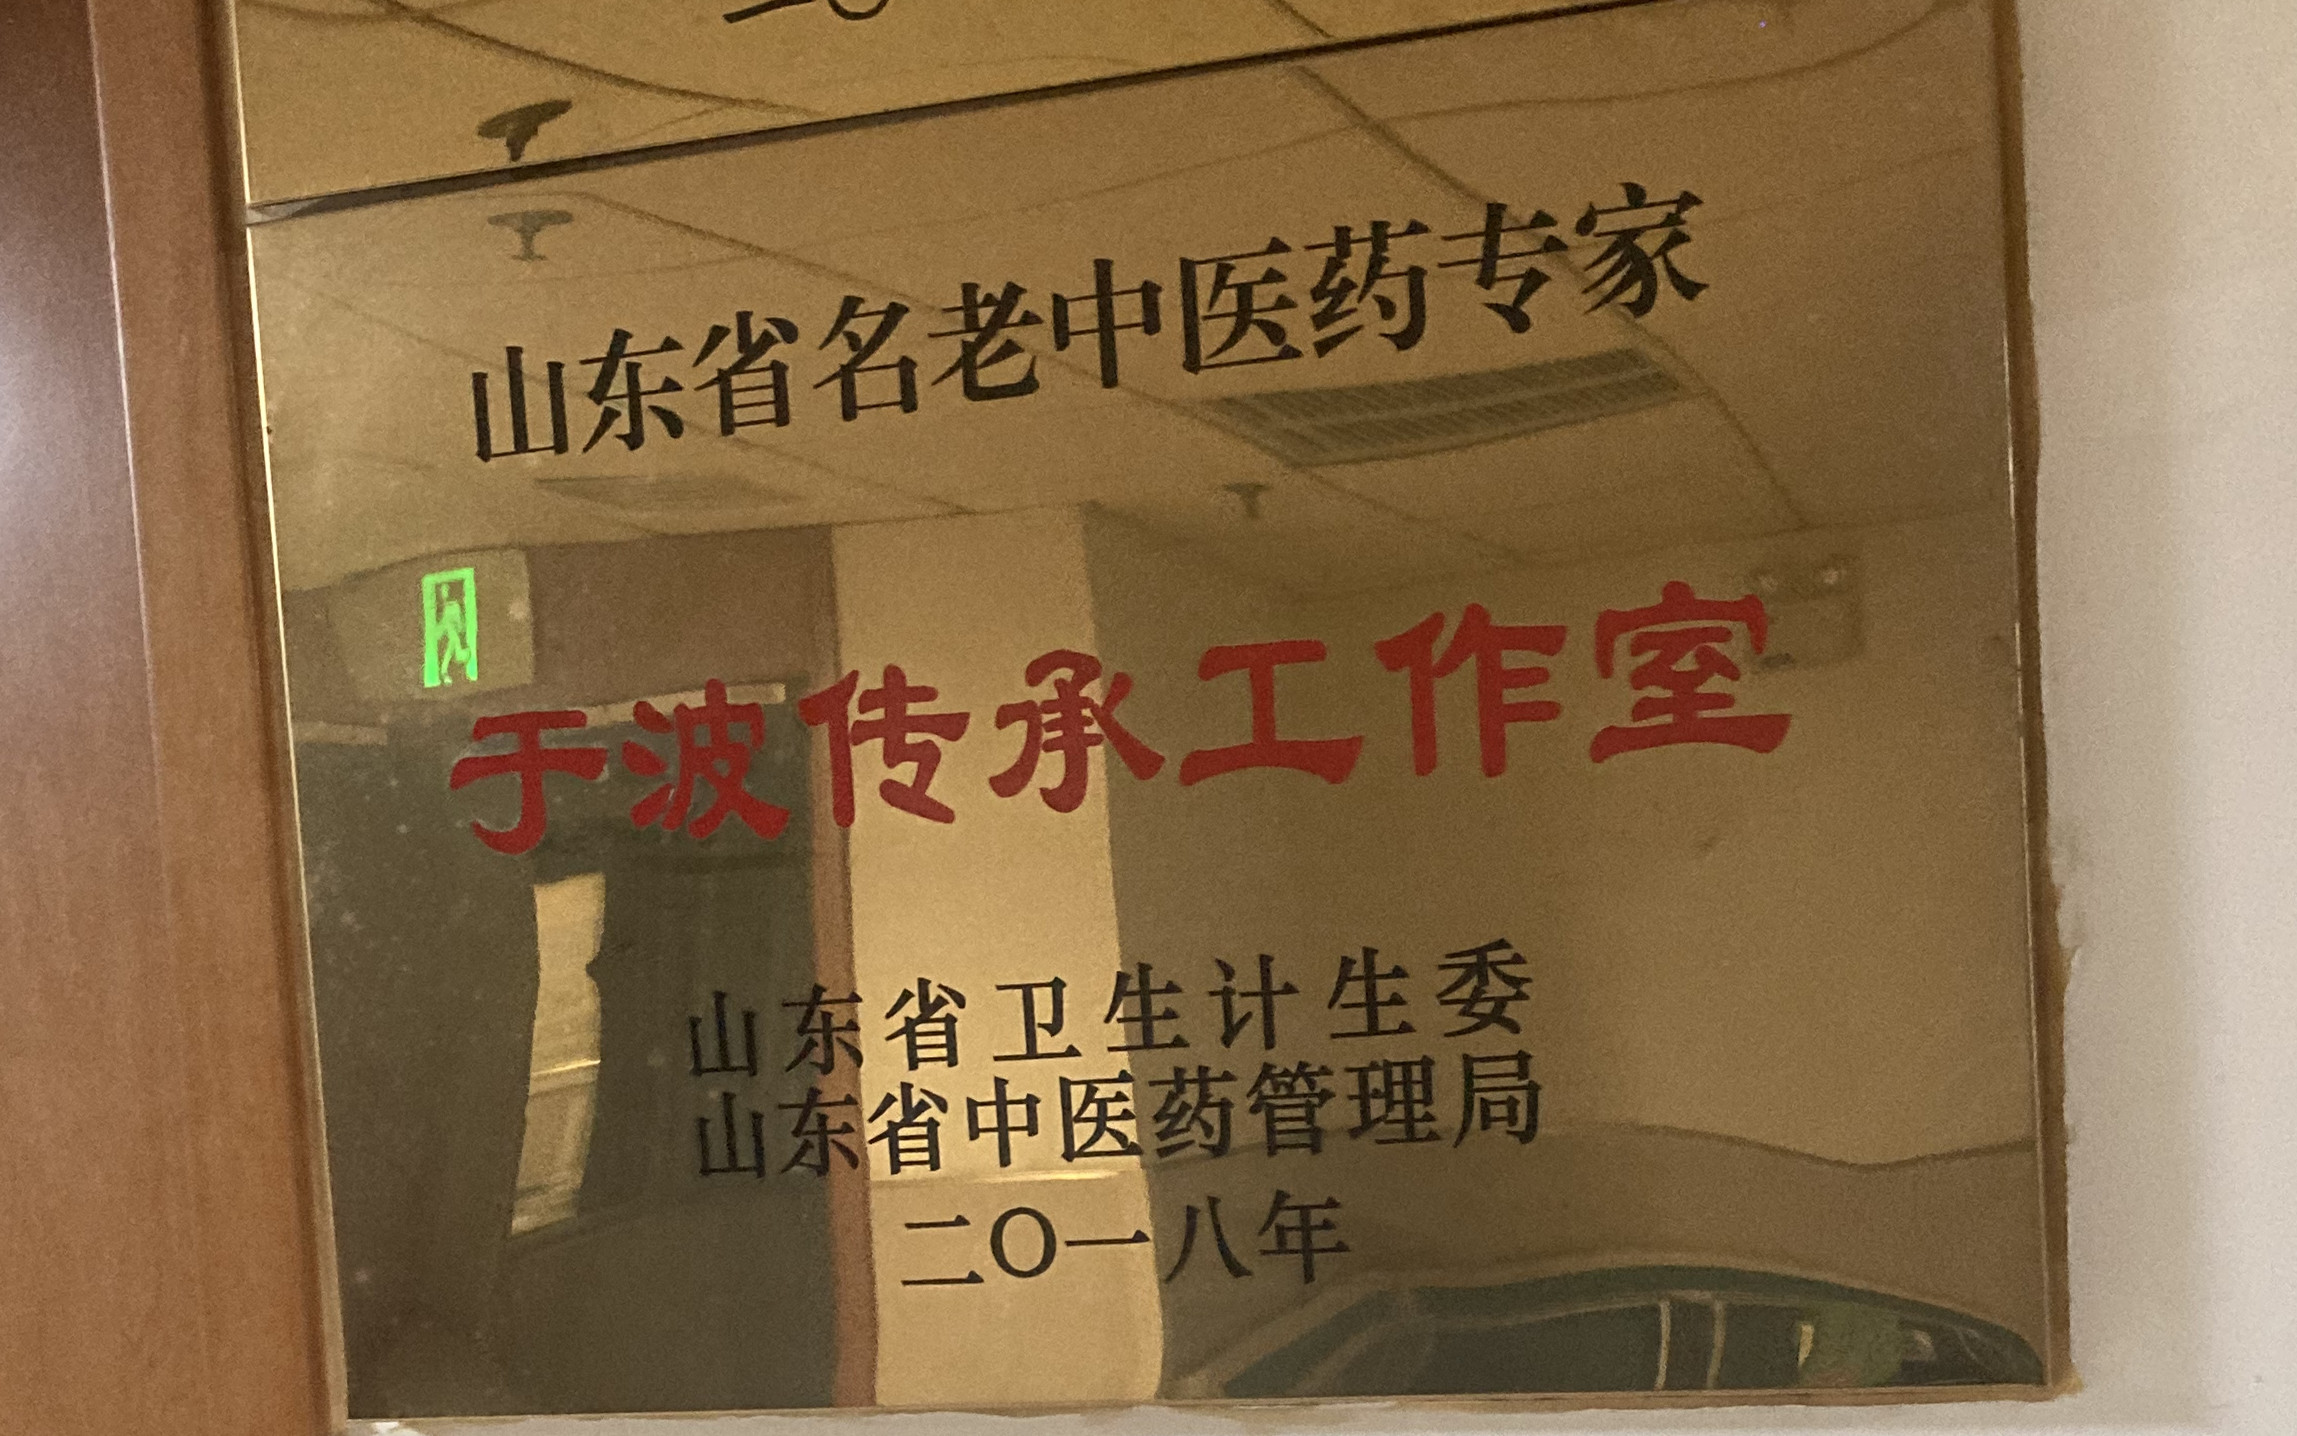 山东省名老中医药专家
于波传承工作室
山东省卫生计生委
山东省中医药管理局
二〇一八年